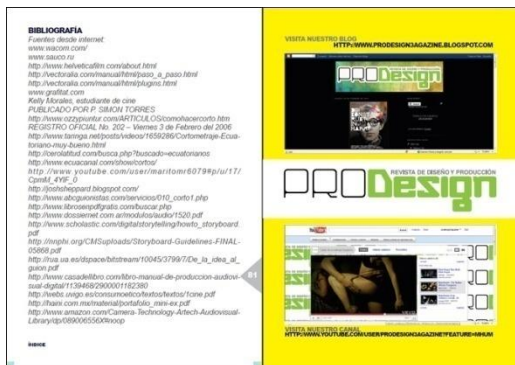 BIBLIOGRAFÍA
Fuentes desde internet:
www.wacom.com/
www.sauco.ru
http://www.helveticafilm.com/about.html
http://vectoralia.com/manual/html/paso_a_paso.html
http://vectoralia.com/manual/html/plugins.html
www.grafitat.com
Kelly Morales, estudiante de cine
PUBLICADO POR P. SIMON TORRES
http://www.ozzypuntur.com/ARTICULOS/comohacercorto.htm
REGISTRO OFICIAL No. 202 – Viernes 3 de Febrero del 2006
http://www.taringa.net/posts/videos/1659286/Cortometraje-Ecua-
toriano-muy-bueno.html
http://cerolatitud.com/busca.php?buscado=ecuatorianos
http://www.ecuacanal.com/show/cortos/
http://www.youtube.com/user/maritomr6079#p/u/17/
http://joshsheppard.blogspot.com/
http://www.abcguionistas.com/servicios/010_corto1.php
http://www.librosenpdfgratis.com/buscar.php
http://www.dossiernet.com.ar/modulos/audio/1520.pdf
http://www.scholastic.com/digitalstorytelling/howto_storyboard.
pdf
http://nnphi.org/CMSuploads/Storyboard-Guidelines-FINAL-
05868.pdf
http://rua.ua.es/dspace/bitstream/10045/3799/7/De_la_idea_al_
guion.pdf
http://www.casadellibro.com/libro-manual-de-produccion-audiovi-
sual-digital/1139468/2900001182380
http://webs.uvigo.es/consumoetico/textos/textos/1cine.pdf
http://hami.com.mx/material/portafolio_mini-ex.pdf
http://www.amazon.com/Camera-Technology-Artech-Audiovisual-
Library/dp/089006556X#noop
ÍNDICE
81
VISITA NUESTRO BLOG
HTTP://WWW.PRODESIGN3AGAZINE.BLOGSPOT.COM
PRODesign
REVISTA DE DISEÑO Y PRODUCCIÓN
PRODesign
You Tube
VISITA NUESTRO CANAL
HTTP://WWW.YOUTUBE.COM/USER/PRODESIGN3AGAZINE?FEATURE=MHUM